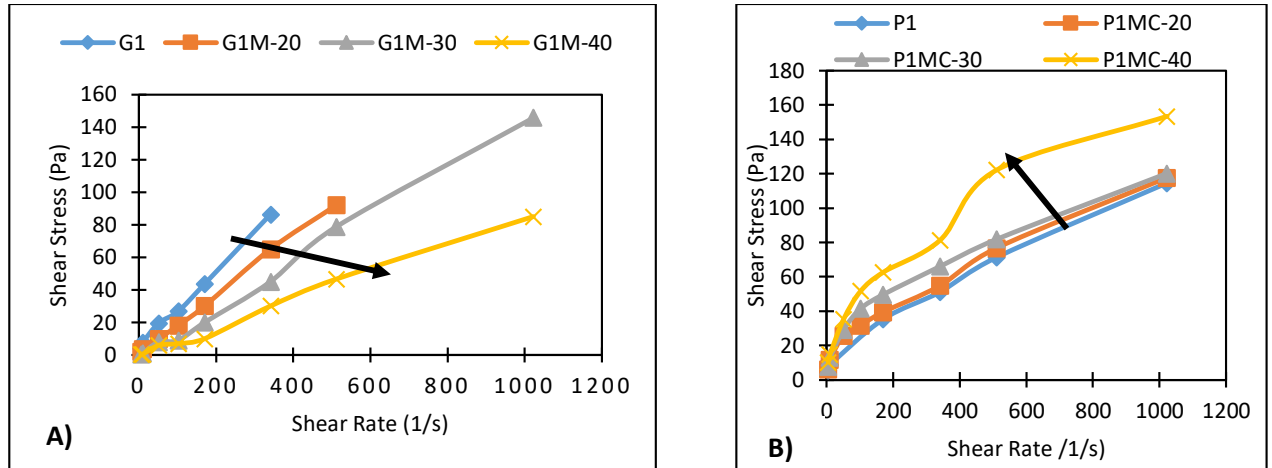 G1 G1M-20 G1M-30 G1M-40
160
140
120
100
80
60
40
20
0
0 200 400 600 800 1000 1200
Shear Stress (Pa)
Shear Rate (1/s)
A)
P1 P1MC-20
P1MC-30 P1MC-40
180
160
140
120
100
80
60
40
20
0
0 200 400 600 800 1000 1200
Shear Stress (Pa)
Shear Rate /1/s)
B)